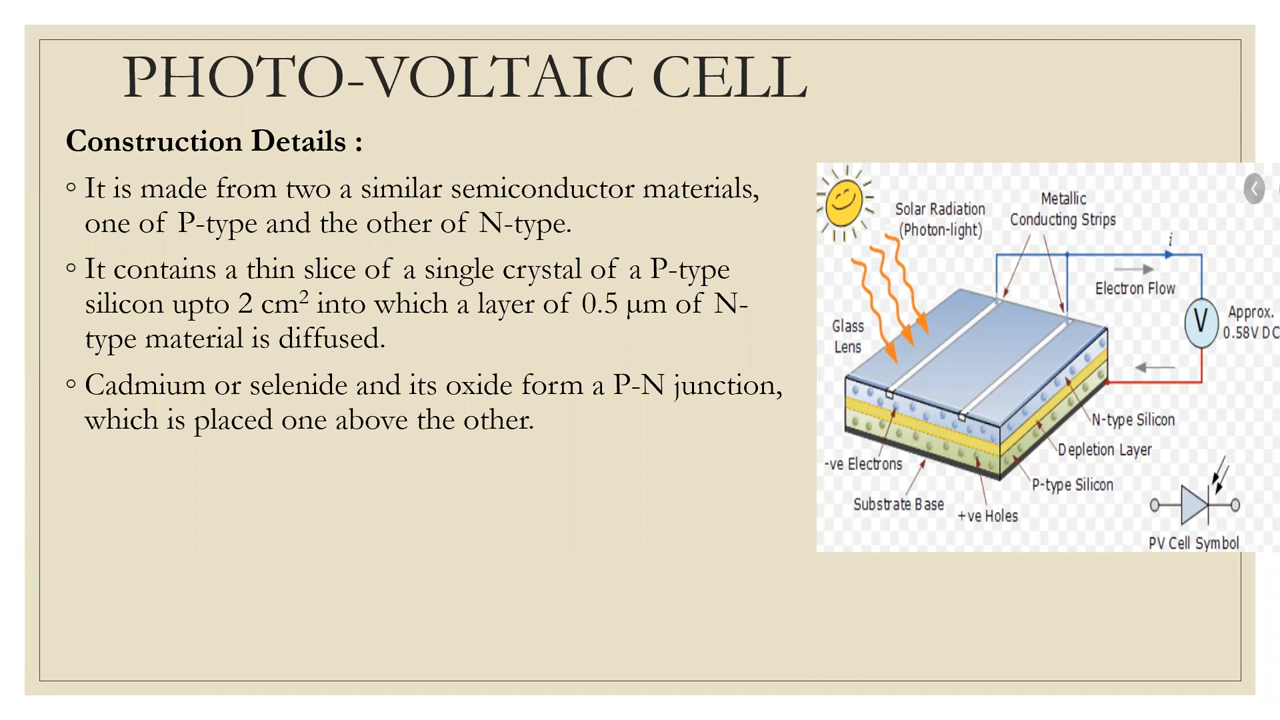 PHOTO-VOLTAIC CELL
Construction Details :
◦ It is made from two a similar semiconductor materials,
one of P-type and the other of N-type.
◦ It contains a thin slice of a single crystal of a P-type
silicon upto 2 cm² into which a layer of 0.5 μm of N-
type material is diffused.
◦ Cadmium or selenide and its oxide form a P-N junction,
which is placed one above the other.
Solar Radiation
(Photon-light)
Metallic
Conducting Strips
i
Electron Flow
Glass
Lens
V
Approx.
0.58V DC
N-type Silicon
Depletion Layer
-ve Electrons
P-type Silicon
Substrate Base
+ve Holes
PV Cell Symbol